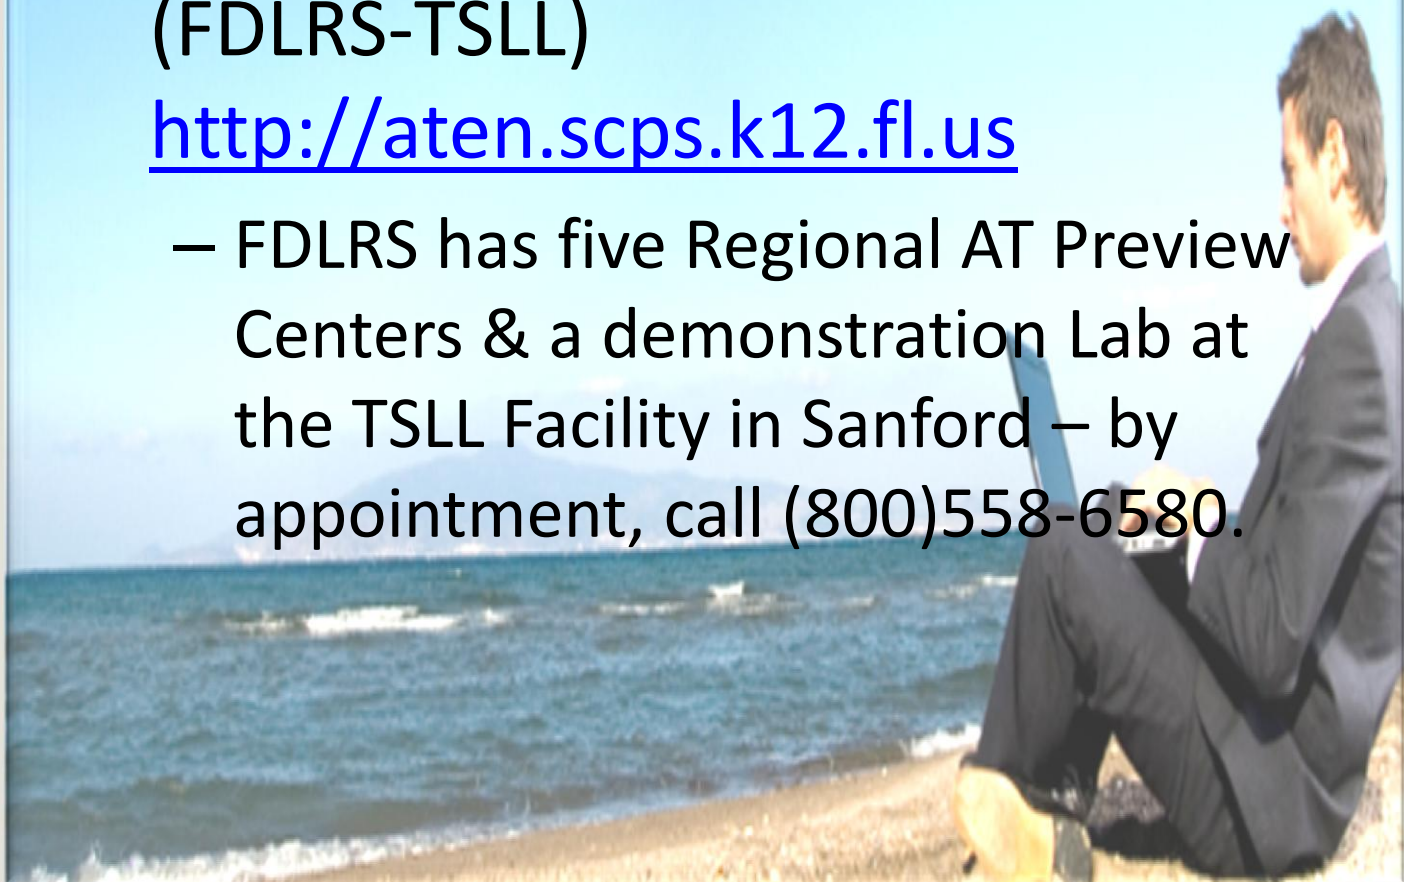 (FDLRS-TSLL)
http://aten.scps.k12.fl.us
– FDLRS has five Regional AT Preview
Centers & a demonstration Lab at
the TSLL Facility in Sanford – by
appointment, call (800)558-6580.